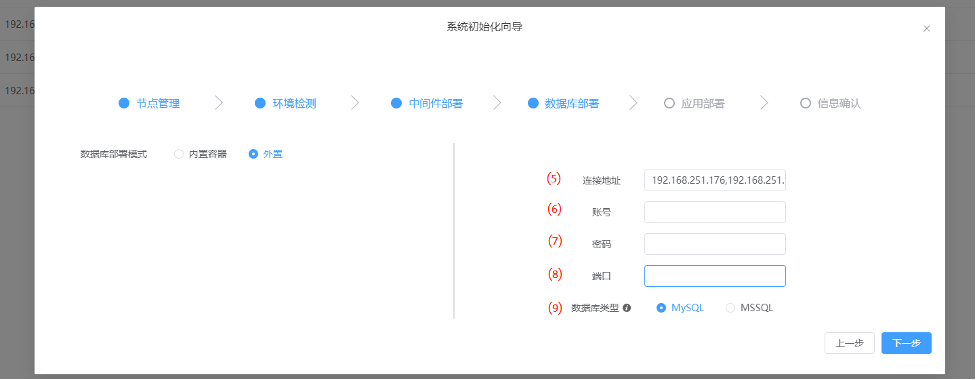 系统初始化向导
192.16
192.16
192.16
节点管理
环境检测
中间件部署
数据库部署
应用部署
信息确认
数据库部署模式
内置容器
外置
(5) 连接地址 192.168.251.176,192.168.251.
(6) 账号
(7) 密码
(8) 端口
(9) 数据库类型 MySQL MSSQL
上一步
下一步